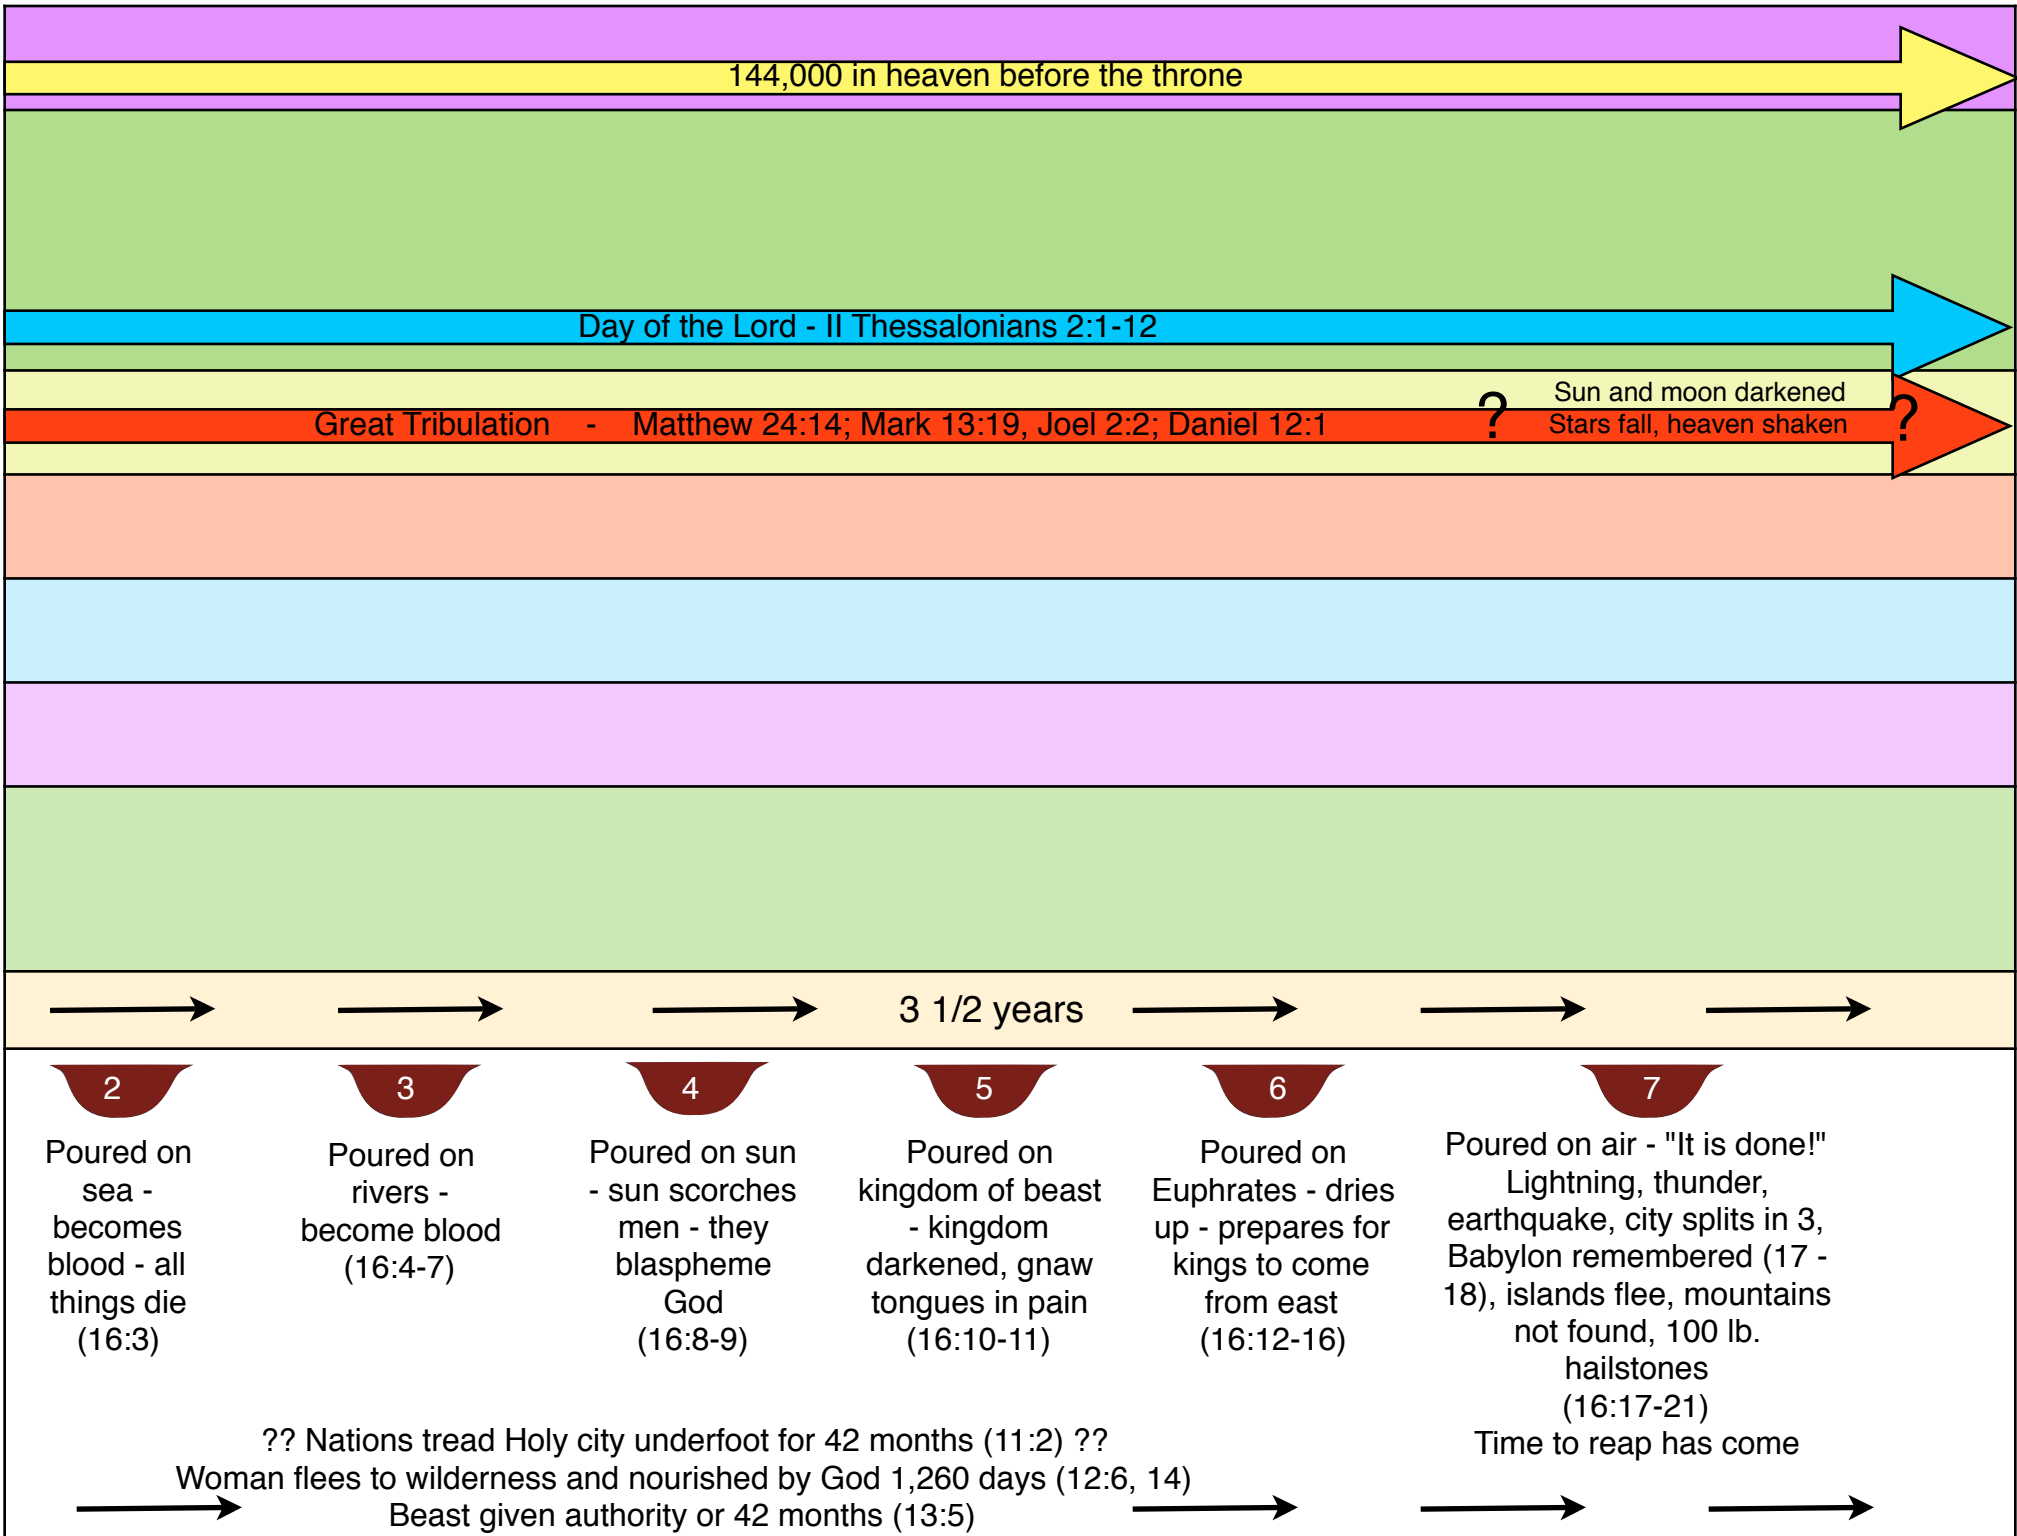 144,000 in heaven before the throne
Day of the Lord - II Thessalonians 2:1-12
Sun and moon darkened
Great Tribulation - Matthew 24:14; Mark 13:19, Joel 2:2; Daniel 12:1 ? Stars fall, heaven shaken ?
3 1/2 years
2
Poured on
sea -
becomes
blood - all
things die
(16:3)
3
Poured on
rivers -
become blood
(16:4-7)
4
Poured on sun
- sun scorches
men - they
blaspheme
God
(16:8-9)
5
Poured on
kingdom of beast
- kingdom
darkened, gnaw
tongues in pain
(16:10-11)
6
Poured on
Euphrates - dries
up - prepares for
kings to come
from east
(16:12-16)
7
Poured on air - "It is done!"
Lightning, thunder,
earthquake, city splits in 3,
Babylon remembered (17 -
18), islands flee, mountains
not found, 100 lb.
hailstones
(16:17-21)
Time to reap has come
?? Nations tread Holy city underfoot for 42 months (11:2) ??
Woman flees to wilderness and nourished by God 1,260 days (12:6, 14)
Beast given authority or 42 months (13:5)